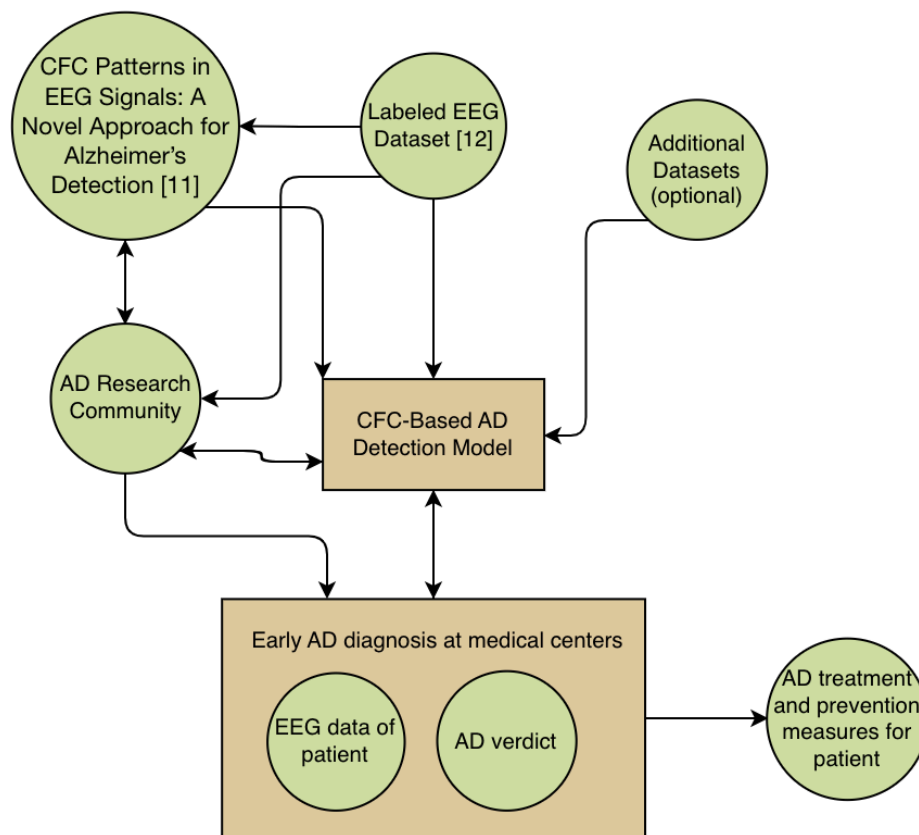 CFC Patterns in
EEG Signals: A
Novel Approach for
Alzheimer's
Detection [11]
Labeled EEG
Dataset [12]
Additional
Datasets
(optional)
AD Research
Community
CFC-Based AD
Detection Model
Early AD diagnosis at medical centers
EEG data of
patient
AD verdict
AD treatment
and prevention
measures for
patient